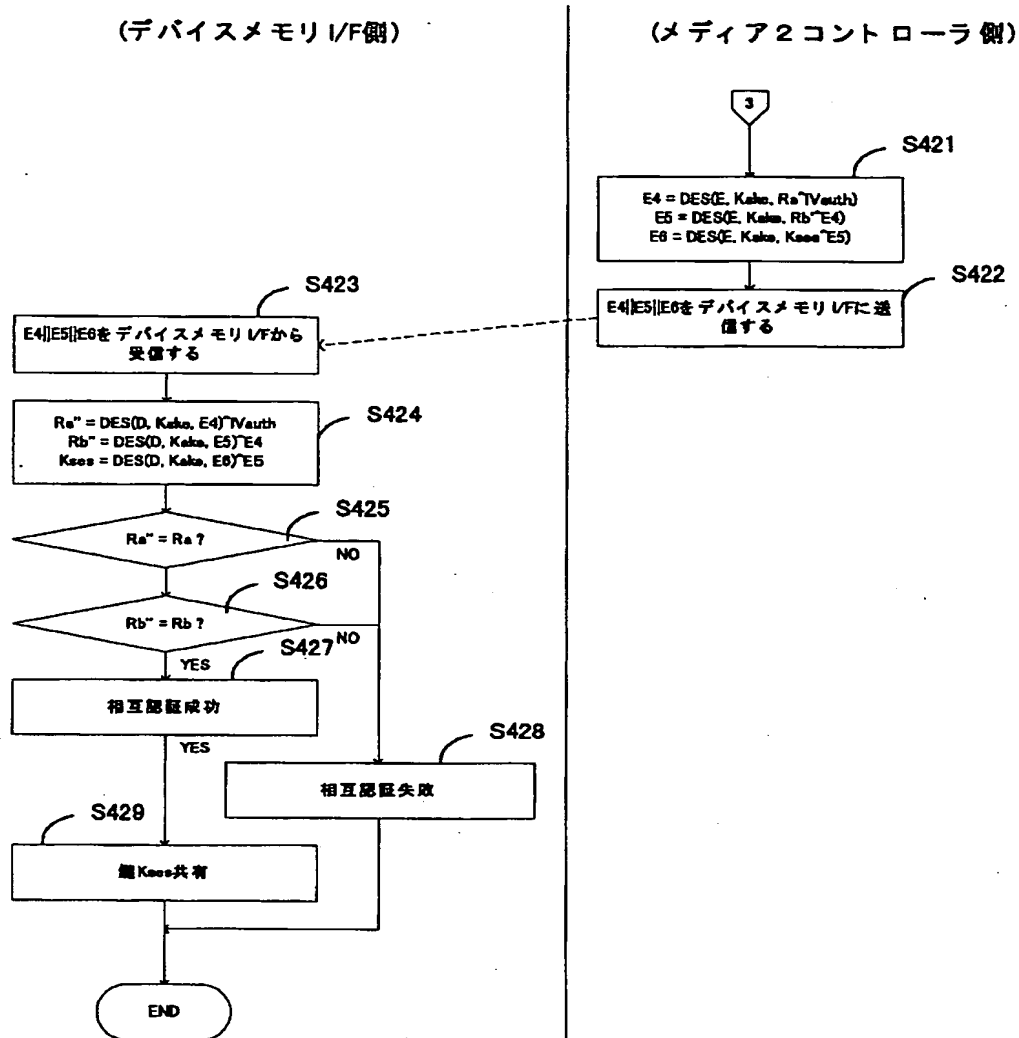 (デバイスメモリI/F側)
(メディア2コントローラ側)
3
S421
E4 = DES(E, Kake, Ra^IVauth)
E5 = DES(E, Kake, Rb^E4)
E6 = DES(E, Kake, Kses^E5)
S422
E4||E5||E6をデバイスメモリI/Fに送
信する
S423
E4||E5||E6をデバイスメモリI/Fから
受信する
S424
Ra" = DES(D, Kake, E4)^IVauth
Rb" = DES(D, Kake, E5)^E4
Kses = DES(D, Kake, E6)^E5
S425
Ra" = Ra ?
NO
S426
Rb" = Rb ?
NO
YES
S427
相互認証成功
YES
S428
相互認証失敗
S429
鍵Kses共有
END